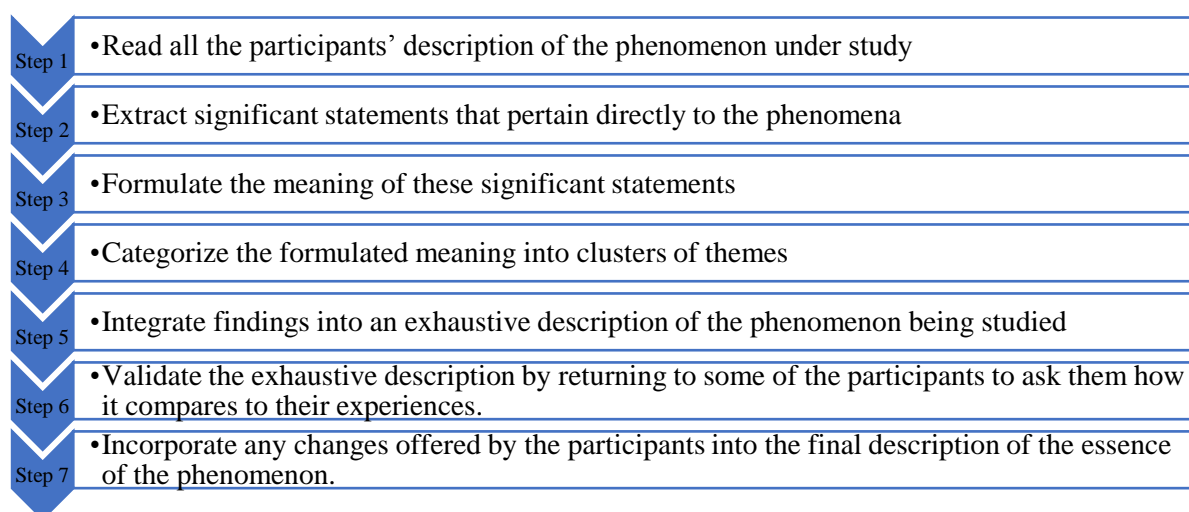 Step 1
•Read all the participants’ description of the phenomenon under study
Step 2
•Extract significant statements that pertain directly to the phenomena
Step 3
•Formulate the meaning of these significant statements
Step 4
•Categorize the formulated meaning into clusters of themes
Step 5
•Integrate findings into an exhaustive description of the phenomenon being studied
Step 6
•Validate the exhaustive description by returning to some of the participants to ask them how
it compares to their experiences.
Step 7
•Incorporate any changes offered by the participants into the final description of the essence
of the phenomenon.